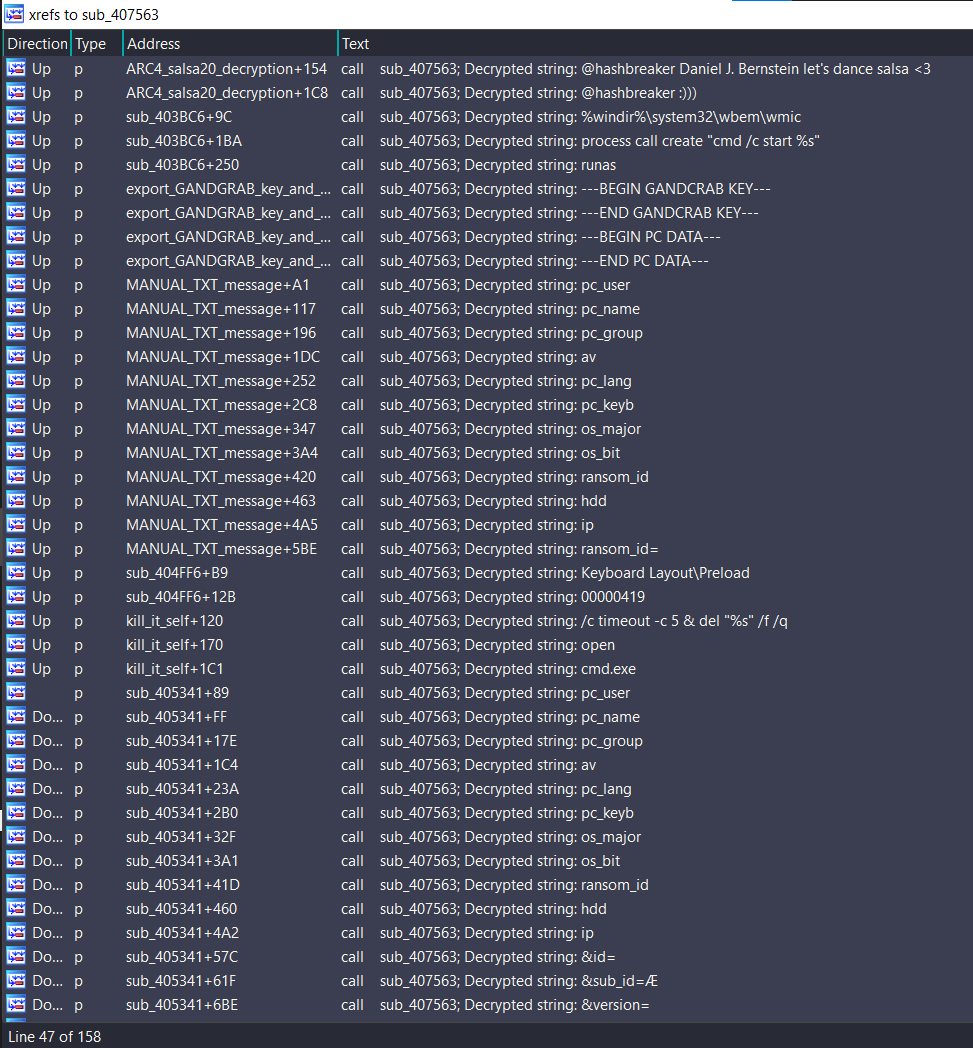 xrefs to sub_407563
Direction Type Address Text
Up p ARC4_salsa20_decryption+154 call sub_407563; Decrypted string: @hashbreaker Daniel J. Bernstein let's dance salsa <3
Up p ARC4_salsa20_decryption+1C8 call sub_407563; Decrypted string: @hashbreaker :)))
Up p sub_403BC6+9C call sub_407563; Decrypted string: %windir%\system32\wbem\wmic
Up p sub_403BC6+1BA call sub_407563; Decrypted string: process call create "cmd /c start %s"
Up p sub_403BC6+250 call sub_407563; Decrypted string: runas
Up p export_GANDGRAB_key_and_... call sub_407563; Decrypted string: ---BEGIN GANDCRAB KEY---
Up p export_GANDGRAB_key_and_... call sub_407563; Decrypted string: ---END GANDCRAB KEY---
Up p export_GANDGRAB_key_and_... call sub_407563; Decrypted string: ---BEGIN PC DATA---
Up p export_GANDGRAB_key_and_... call sub_407563; Decrypted string: ---END PC DATA---
Up p MANUAL_TXT_message+A1 call sub_407563; Decrypted string: pc_user
Up p MANUAL_TXT_message+117 call sub_407563; Decrypted string: pc_name
Up p MANUAL_TXT_message+196 call sub_407563; Decrypted string: pc_group
Up p MANUAL_TXT_message+1DC call sub_407563; Decrypted string: av
Up p MANUAL_TXT_message+252 call sub_407563; Decrypted string: pc_lang
Up p MANUAL_TXT_message+2C8 call sub_407563; Decrypted string: pc_keyb
Up p MANUAL_TXT_message+347 call sub_407563; Decrypted string: os_major
Up p MANUAL_TXT_message+3A4 call sub_407563; Decrypted string: os_bit
Up p MANUAL_TXT_message+420 call sub_407563; Decrypted string: ransom_id
Up p MANUAL_TXT_message+463 call sub_407563; Decrypted string: hdd
Up p MANUAL_TXT_message+4A5 call sub_407563; Decrypted string: ip
Up p MANUAL_TXT_message+5BE call sub_407563; Decrypted string: ransom_id=
Up p sub_404FF6+B9 call sub_407563; Decrypted string: Keyboard Layout\Preload
Up p sub_404FF6+12B call sub_407563; Decrypted string: 00000419
Up p kill_it_self+120 call sub_407563; Decrypted string: /c timeout -c 5 & del "%s" /f /q
Up p kill_it_self+170 call sub_407563; Decrypted string: open
Up p kill_it_self+1C1 call sub_407563; Decrypted string: cmd.exe
p sub_405341+89 call sub_407563; Decrypted string: pc_user
Do... p sub_405341+FF call sub_407563; Decrypted string: pc_name
Do... p sub_405341+17E call sub_407563; Decrypted string: pc_group
Do... p sub_405341+1C4 call sub_407563; Decrypted string: av
Do... p sub_405341+23A call sub_407563; Decrypted string: pc_lang
Do... p sub_405341+2B0 call sub_407563; Decrypted string: pc_keyb
Do... p sub_405341+32F call sub_407563; Decrypted string: os_major
Do... p sub_405341+3A1 call sub_407563; Decrypted string: os_bit
Do... p sub_405341+41D call sub_407563; Decrypted string: ransom_id
Do... p sub_405341+460 call sub_407563; Decrypted string: hdd
Do... p sub_405341+4A2 call sub_407563; Decrypted string: ip
Do... p sub_405341+57C call sub_407563; Decrypted string: &id=
Do... p sub_405341+61F call sub_407563; Decrypted string: &sub_id=Æ
Do... p sub_405341+6BE call sub_407563; Decrypted string: &version=
Line 47 of 158